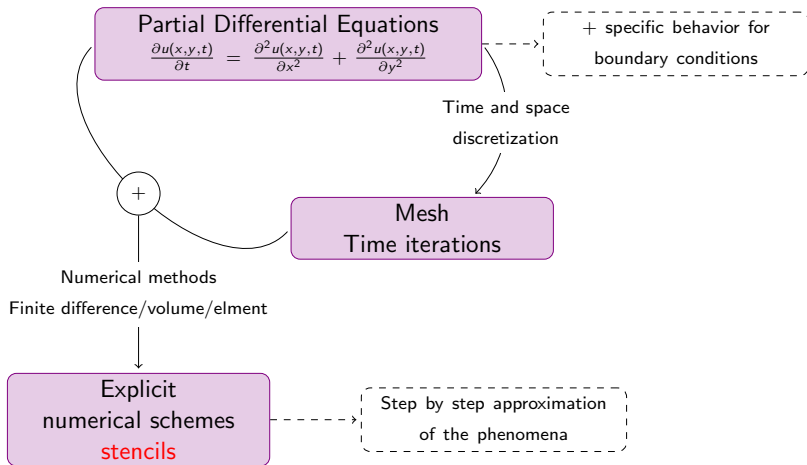 Partial Differential Equations
∂u(x,y,t)/∂t = ∂²u(x,y,t)/∂x² + ∂²u(x,y,t)/∂y²
+ specific behavior for
boundary conditions
Time and space
discretization
+
Mesh
Time iterations
Numerical methods
Finite difference/volume/elment
Explicit
numerical schemes
stencils
Step by step approximation
of the phenomena